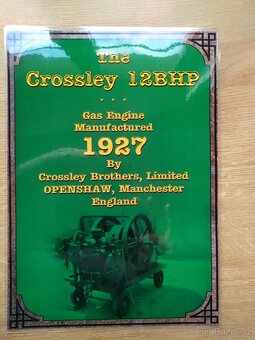 The
Crossley 12BHP
. . .
Gas Engine
Manufactured
1927
By
Crossley Brothers, Limited
OPENSHAW, Manchester
England